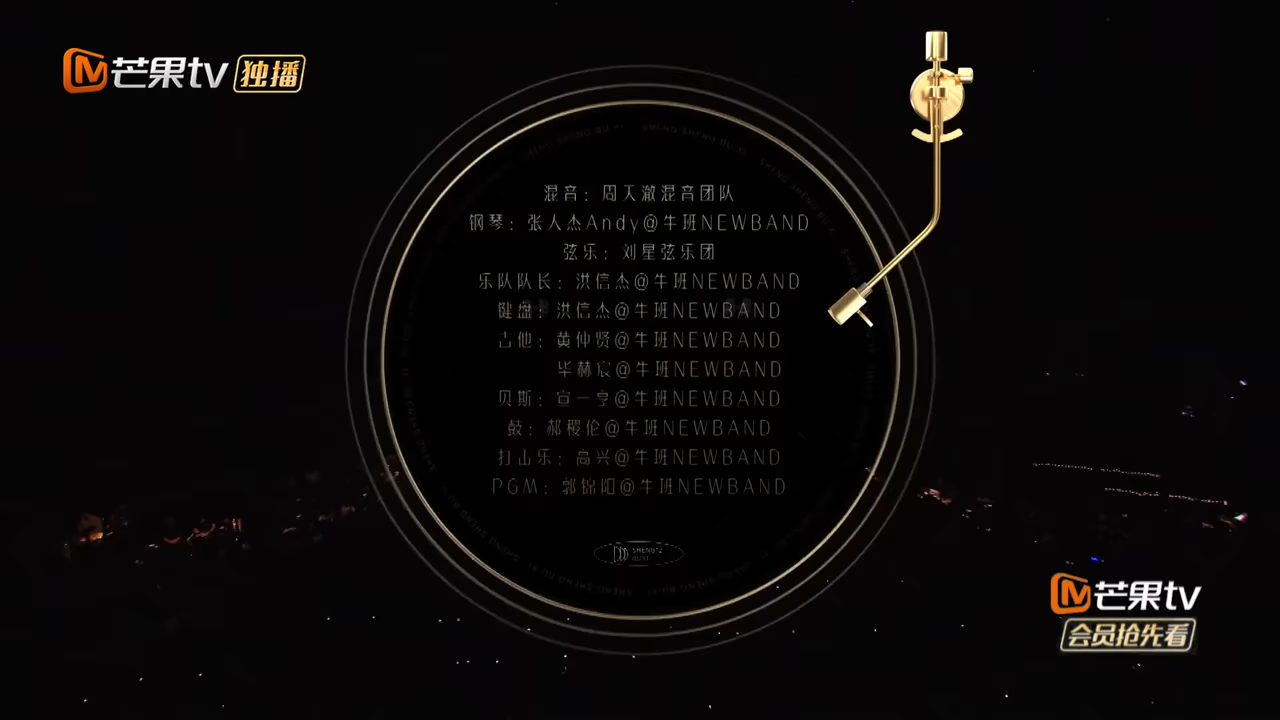 芒果tv 独播
混音：周天澈混音团队
钢琴：张人杰Andy@牛班NEWBAND
弦乐：刘星弦乐团
乐队队长：洪信杰@牛班NEWBAND
键盘：洪信杰@牛班NEWBAND
吉他：黄仲贤@牛班NEWBAND
毕赫宸@牛班NEWBAND
贝斯：宣一亨@牛班NEWBAND
鼓：郝稷伦@牛班NEWBAND
打击乐：高兴@牛班NEWBAND
PGM：郭锦阳@牛班NEWBAND
芒果tv
会员抢先看